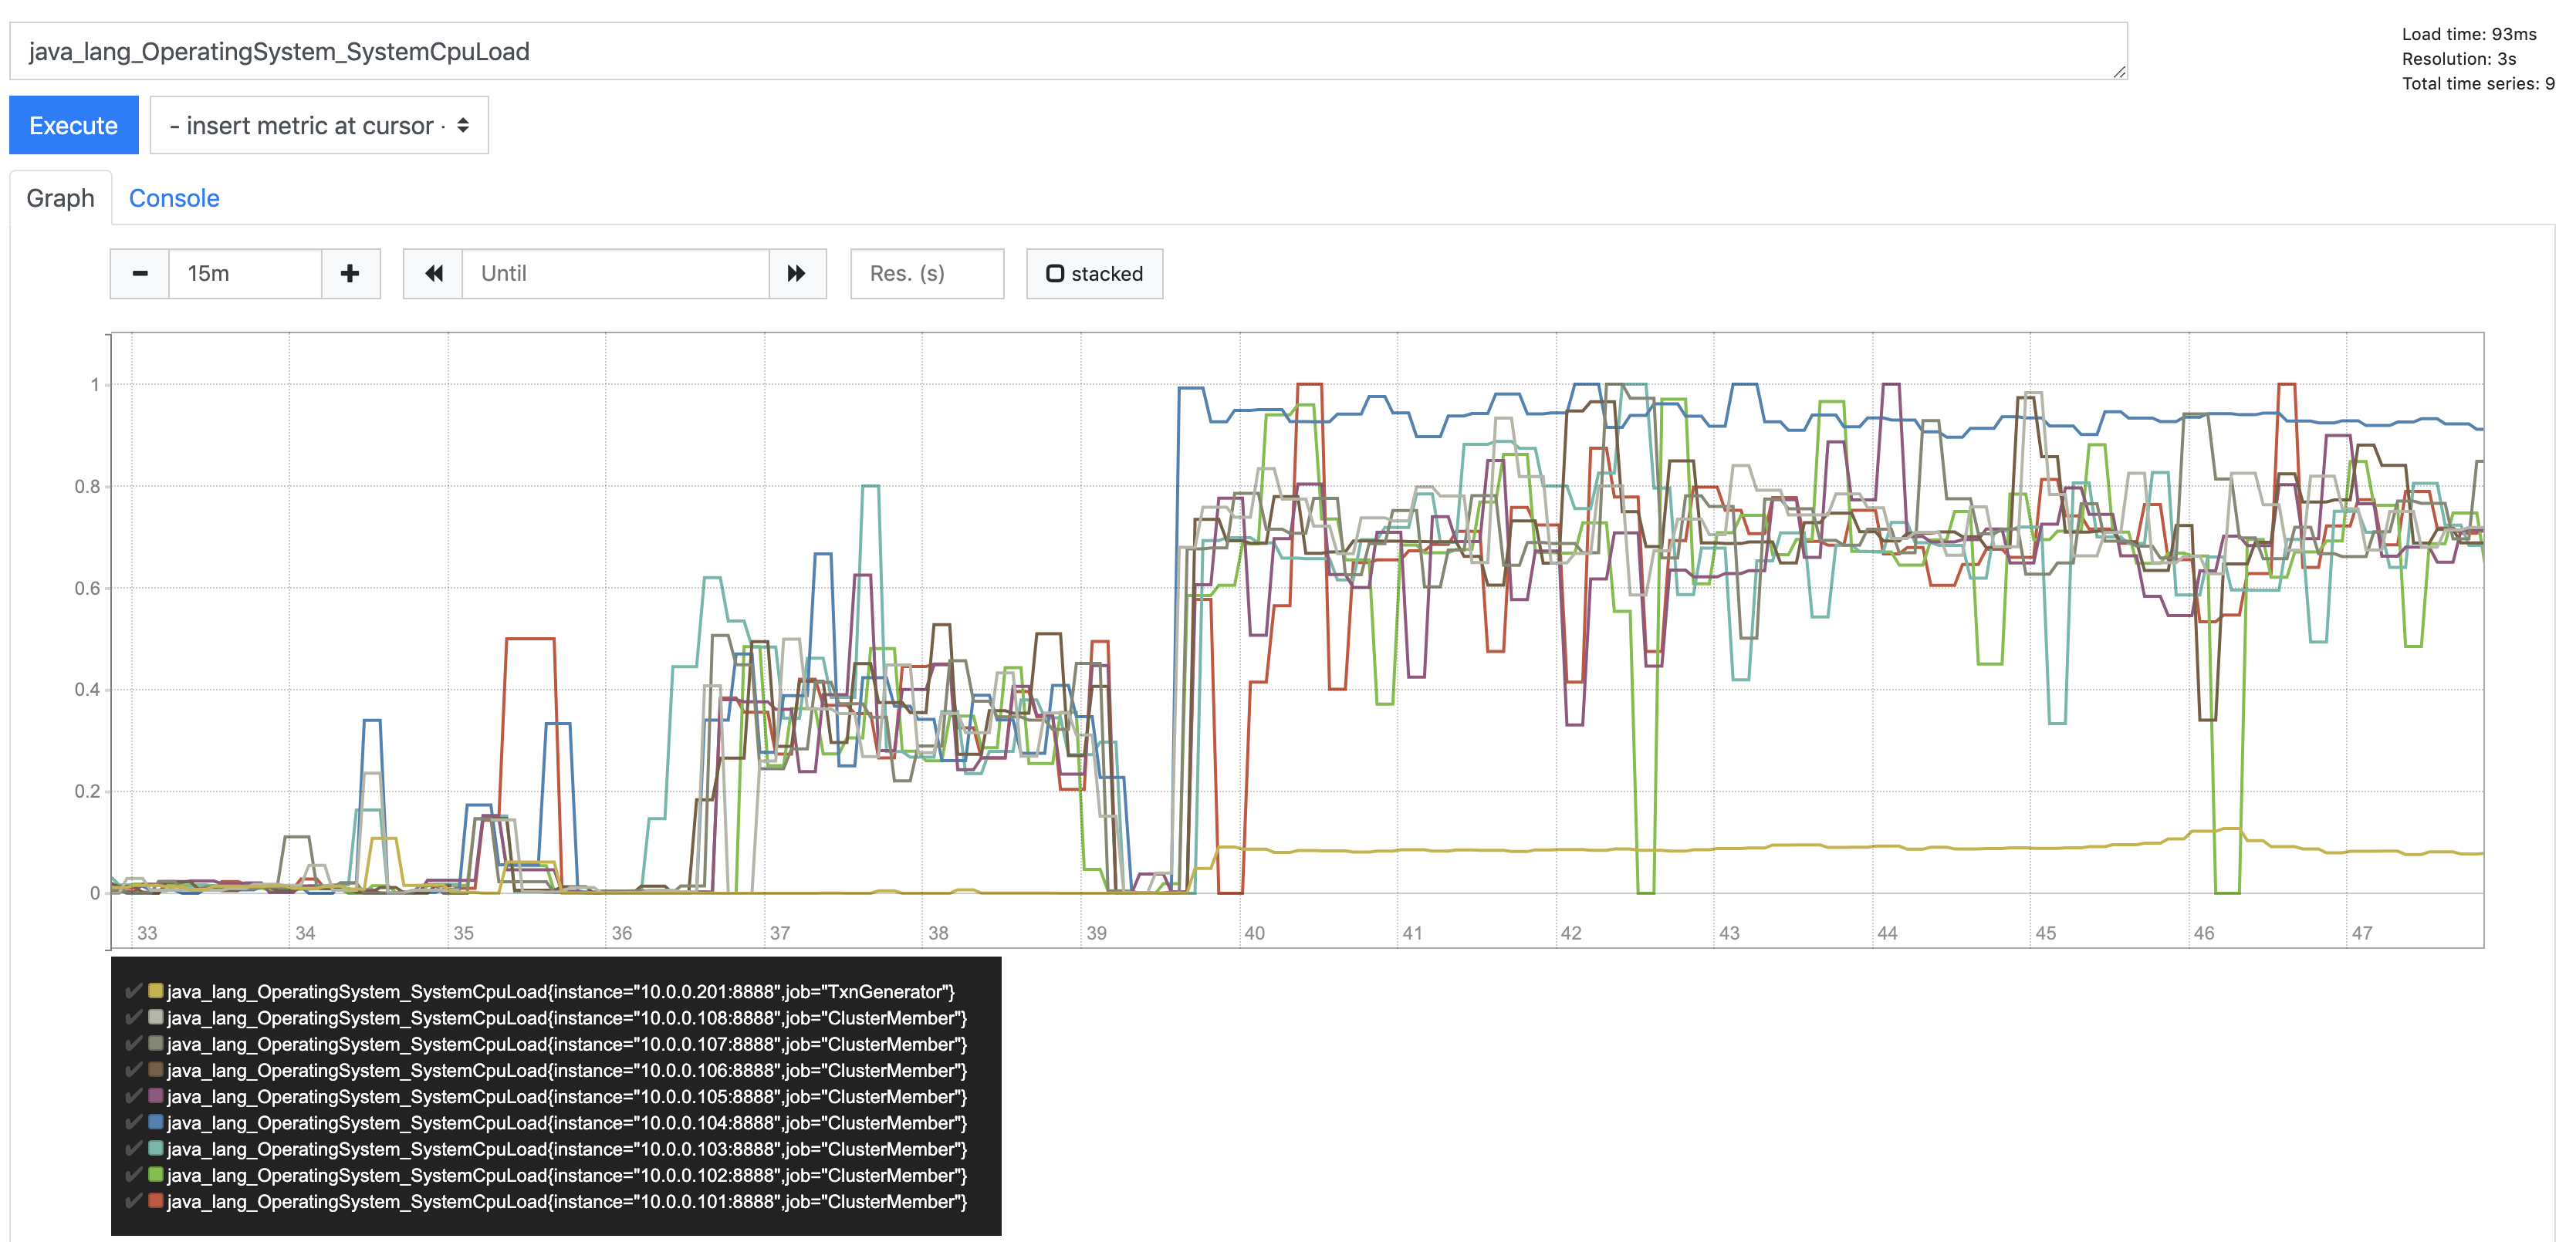 java_lang_OperatingSystem_SystemCpuLoad
Load time: 93ms
Resolution: 3s
Total time series: 9
Execute
- insert metric at cursor -
Graph
Console
15m
Until
Res. (s)
stacked
1
0.8
0.6
0.4
0.2
0
33 34 35 36 37 38 39 40 41 42 43 44 45 46 47
java_lang_OperatingSystem_SystemCpuLoad{instance="10.0.0.201:8888",job="TxnGenerator"}
java_lang_OperatingSystem_SystemCpuLoad{instance="10.0.0.108:8888",job="ClusterMember"}
java_lang_OperatingSystem_SystemCpuLoad{instance="10.0.0.107:8888",job="ClusterMember"}
java_lang_OperatingSystem_SystemCpuLoad{instance="10.0.0.106:8888",job="ClusterMember"}
java_lang_OperatingSystem_SystemCpuLoad{instance="10.0.0.105:8888",job="ClusterMember"}
java_lang_OperatingSystem_SystemCpuLoad{instance="10.0.0.104:8888",job="ClusterMember"}
java_lang_OperatingSystem_SystemCpuLoad{instance="10.0.0.103:8888",job="ClusterMember"}
java_lang_OperatingSystem_SystemCpuLoad{instance="10.0.0.102:8888",job="ClusterMember"}
java_lang_OperatingSystem_SystemCpuLoad{instance="10.0.0.101:8888",job="ClusterMember"}